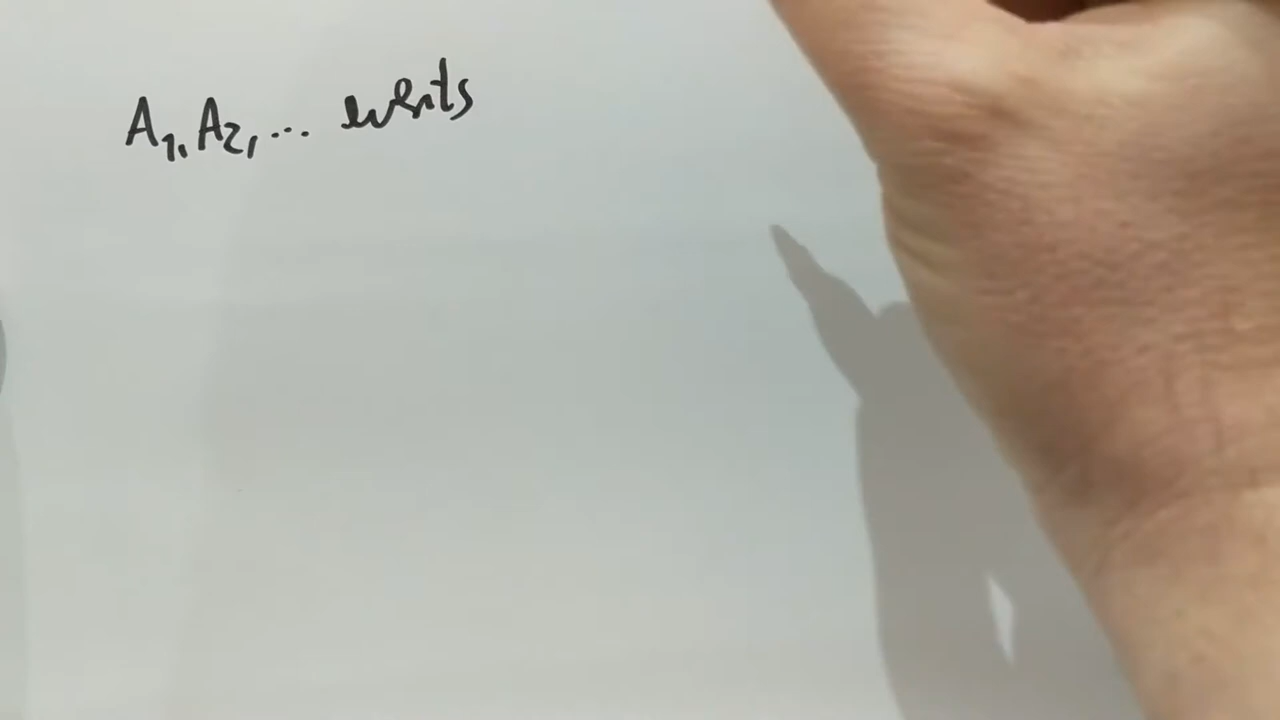 A₁, A₂, ... events